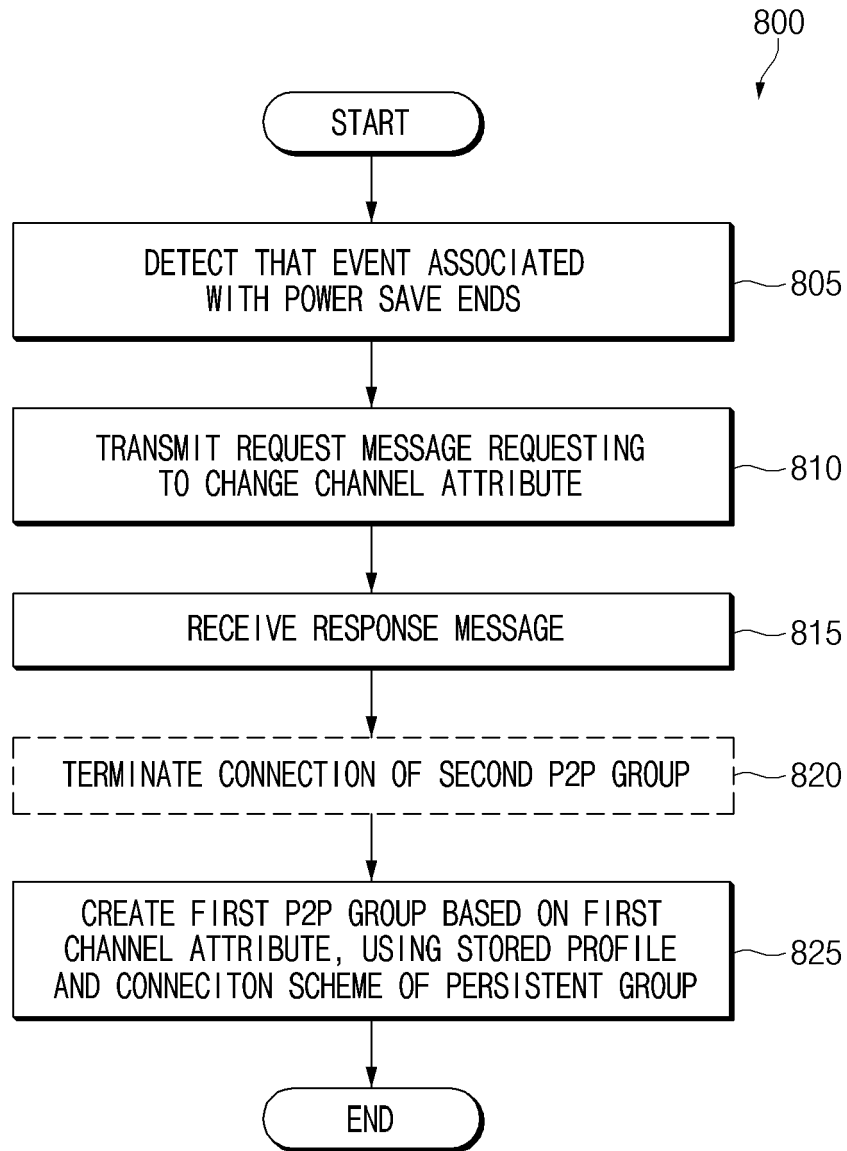 800
START
DETECT THAT EVENT ASSOCIATED
WITH POWER SAVE ENDS
805
TRANSMIT REQUEST MESSAGE REQUESTING
TO CHANGE CHANNEL ATTRIBUTE
810
RECEIVE RESPONSE MESSAGE
815
TERMINATE CONNECTION OF SECOND P2P GROUP
820
CREATE FIRST P2P GROUP BASED ON FIRST
CHANNEL ATTRIBUTE, USING STORED PROFILE
AND CONNECITON SCHEME OF PERSISTENT GROUP
825
END